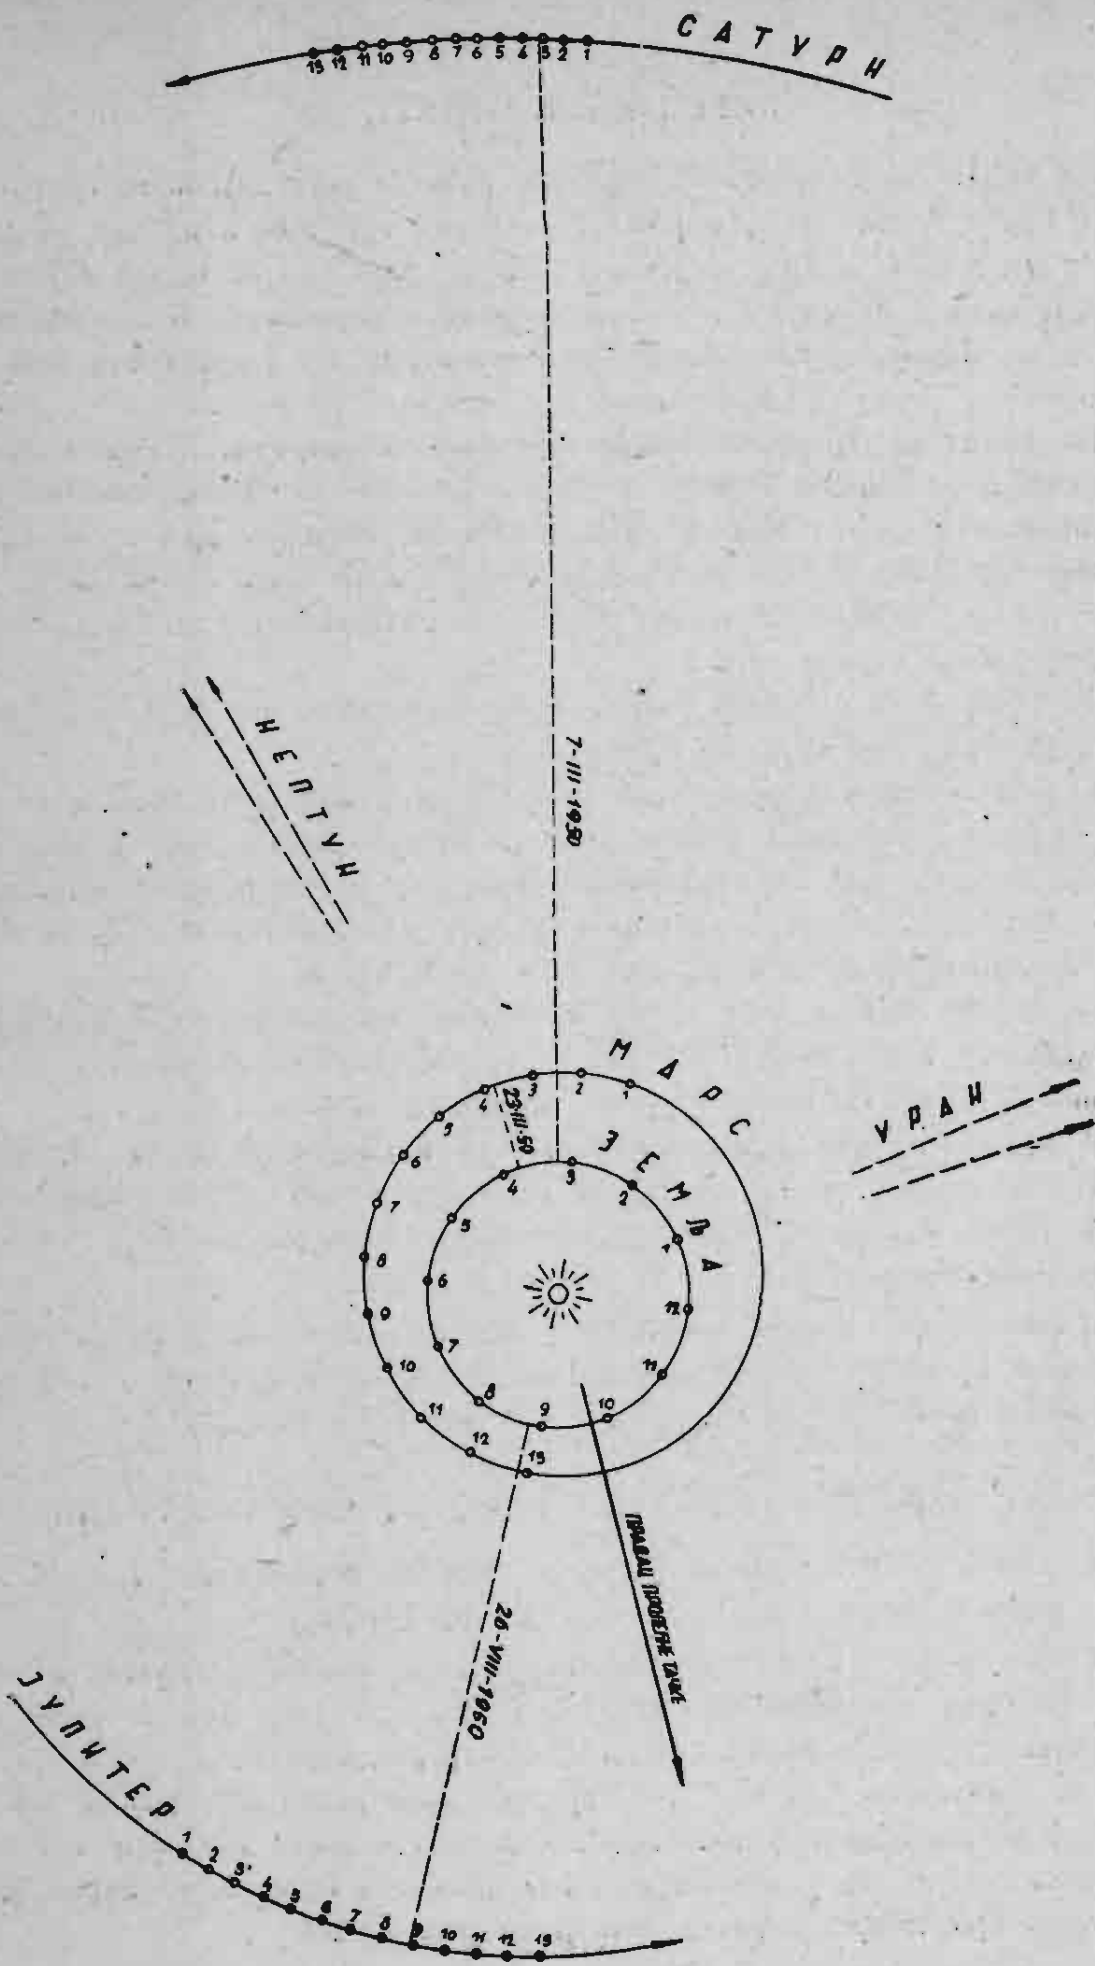 САТУРН
13 12 11 10 9 8 7 6 5 4 3 2 1
7-III-1950
НЕПТУН
МАРС
4 3 2 1
23-III-50
УРАН
ЗЕМЉА
5 4 3 2
6 5 1
7
8 6
12
9 7
10 8 11
11 9 10
12
13
ПРАВАЦ ПРОЛЕТЊЕ ТАЧКЕ
26-VIII-1950
ЈУПИТЕР
1 2 3 4 5 6 7 8 9 10 11 12 13